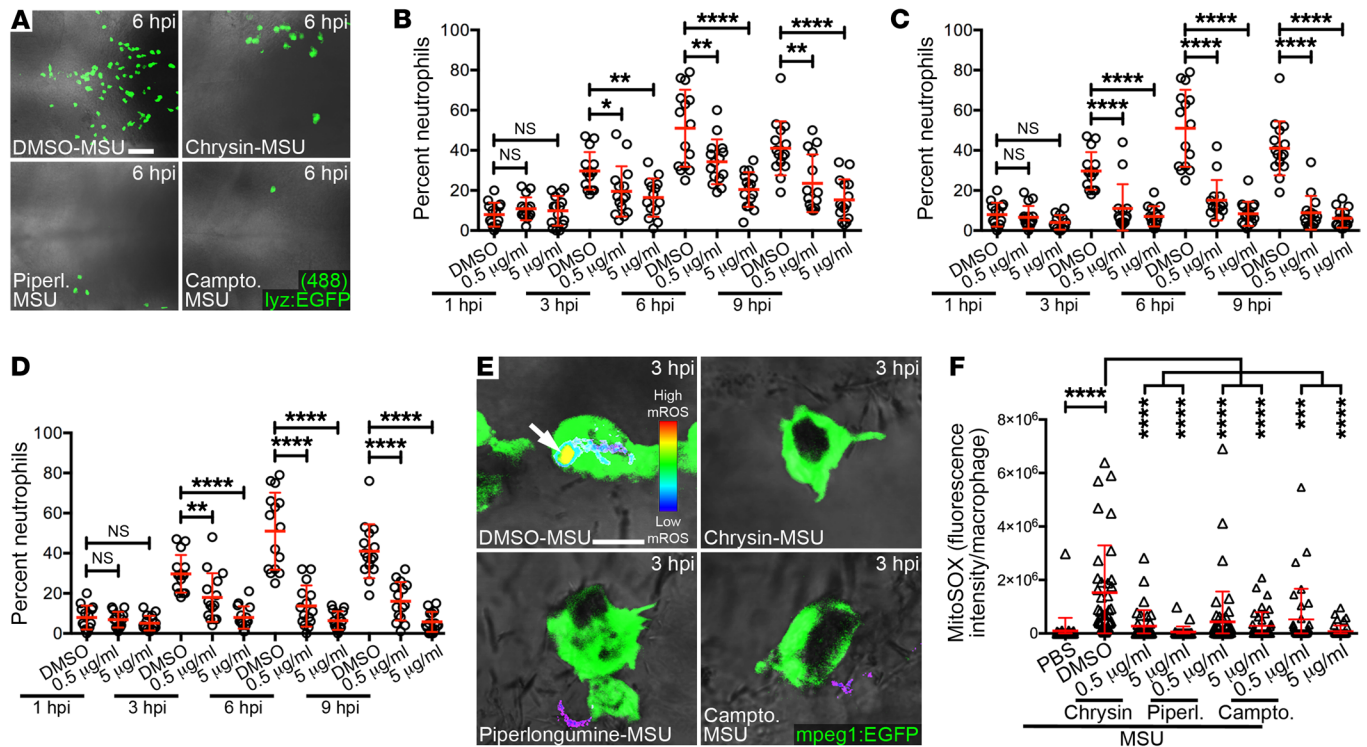 A
6 hpi
DMSO-MSU
6 hpi
Chrysin-MSU
6 hpi
Piperl.
MSU
6 hpi
Campto.
MSU
(488)
lyz:EGFP
B
Percent neutrophils
100
80
60
40
20
0
NS
NS
*
**
**
****
**
****
DMSO
0.5 µg/ml
5 µg/ml
DMSO
0.5 µg/ml
5 µg/ml
DMSO
0.5 µg/ml
5 µg/ml
DMSO
0.5 µg/ml
5 µg/ml
1 hpi
3 hpi
6 hpi
9 hpi
C
Percent neutrophils
100
80
60
40
20
0
NS
NS
****
****
****
****
****
****
DMSO
0.5 µg/ml
5 µg/ml
DMSO
0.5 µg/ml
5 µg/ml
DMSO
0.5 µg/ml
5 µg/ml
DMSO
0.5 µg/ml
5 µg/ml
1 hpi
3 hpi
6 hpi
9 hpi
D
Percent neutrophils
100
80
60
40
20
0
NS
NS
**
****
****
****
****
****
DMSO
0.5 µg/ml
5 µg/ml
DMSO
0.5 µg/ml
5 µg/ml
DMSO
0.5 µg/ml
5 µg/ml
DMSO
0.5 µg/ml
5 µg/ml
1 hpi
3 hpi
6 hpi
9 hpi
E
3 hpi
High
mROS
Low
mROS
DMSO-MSU
3 hpi
Chrysin-MSU
3 hpi
Piperlongumine-MSU
3 hpi
Campto.
MSU
mpeg1:EGFP
F
MitoSOX (fluorescence
intensity/macrophage)
8×10⁶
6×10⁶
4×10⁶
2×10⁶
0
****
****
****
****
****
***
****
PBS
DMSO
0.5 µg/ml
5 µg/ml
0.5 µg/ml
5 µg/ml
0.5 µg/ml
5 µg/ml
Chrysin
Piperl.
Campto.
MSU